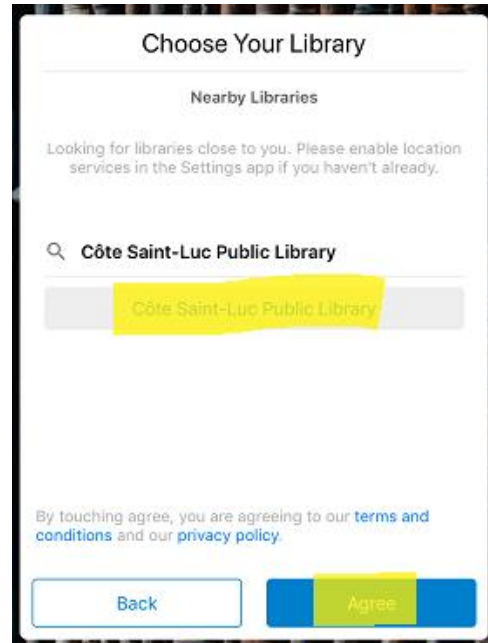 Choose Your Library
Nearby Libraries
Looking for libraries close to you. Please enable location
services in the Settings app if you haven't already.
Côte Saint-Luc Public Library
Côte Saint-Luc Public Library
By touching agree, you are agreeing to our terms and
conditions and our privacy policy.
Back
Agree